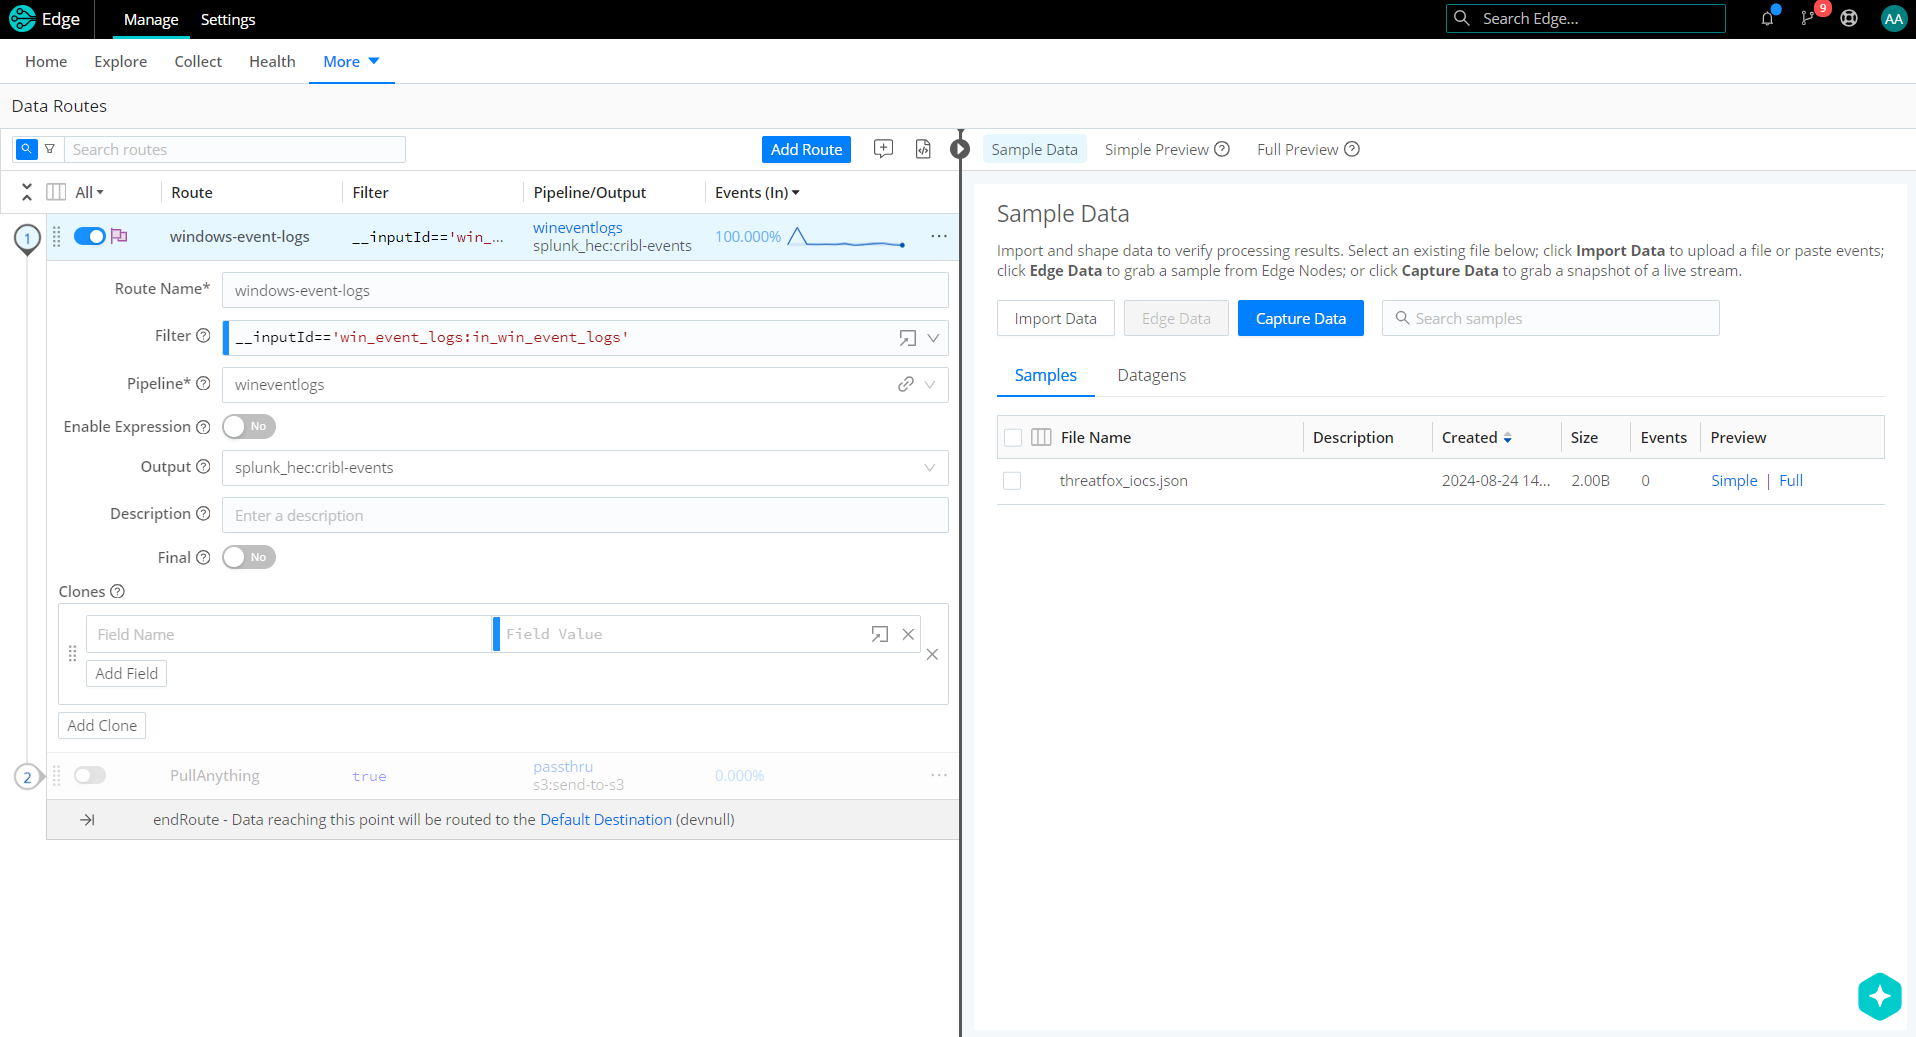 Edge Manage Settings Search Edge... 9 AA
Home Explore Collect Health More
Data Routes
Search routes Add Route Sample Data Simple Preview Full Preview
All Route Filter Pipeline/Output Events (In)
1 windows-event-logs __inputId=='win_... wineventlogs 100.000% ...
splunk_hec:cribl-events
Route Name* windows-event-logs
Filter __inputId=='win_event_logs:in_win_event_logs'
Pipeline* wineventlogs
Enable Expression No
Output splunk_hec:cribl-events
Description Enter a description
Final No
Clones
Field Name Field Value
Add Field
Add Clone
2 PullAnything true passthru 0.000% ...
s3:send-to-s3
endRoute - Data reaching this point will be routed to the Default Destination (devnull)
Sample Data
Import and shape data to verify processing results. Select an existing file below; click Import Data to upload a file or paste events;
click Edge Data to grab a sample from Edge Nodes; or click Capture Data to grab a snapshot of a live stream.
Import Data Edge Data Capture Data Search samples
Samples Datagens
File Name Description Created Size Events Preview
threatfox_iocs.json 2024-08-24 14... 2.00B 0 Simple | Full